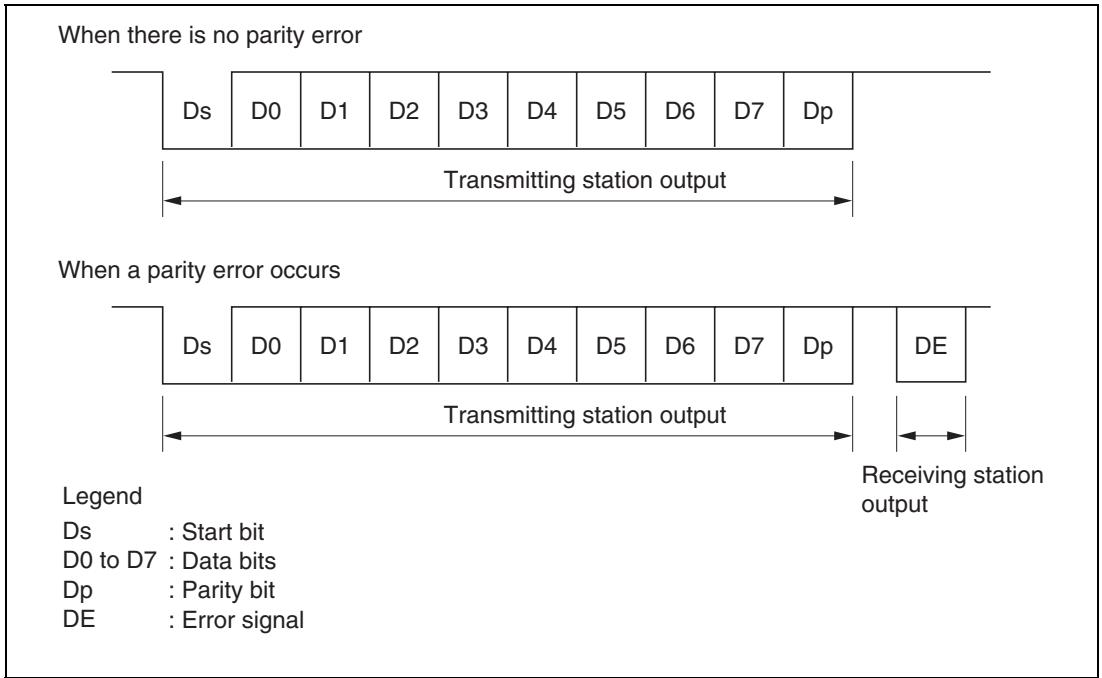 When there is no parity error
Ds D0 D1 D2 D3 D4 D5 D6 D7 Dp
Transmitting station output
When a parity error occurs
Ds D0 D1 D2 D3 D4 D5 D6 D7 Dp DE
Transmitting station output
Receiving station
output
Legend
Ds : Start bit
D0 to D7 : Data bits
Dp : Parity bit
DE : Error signal